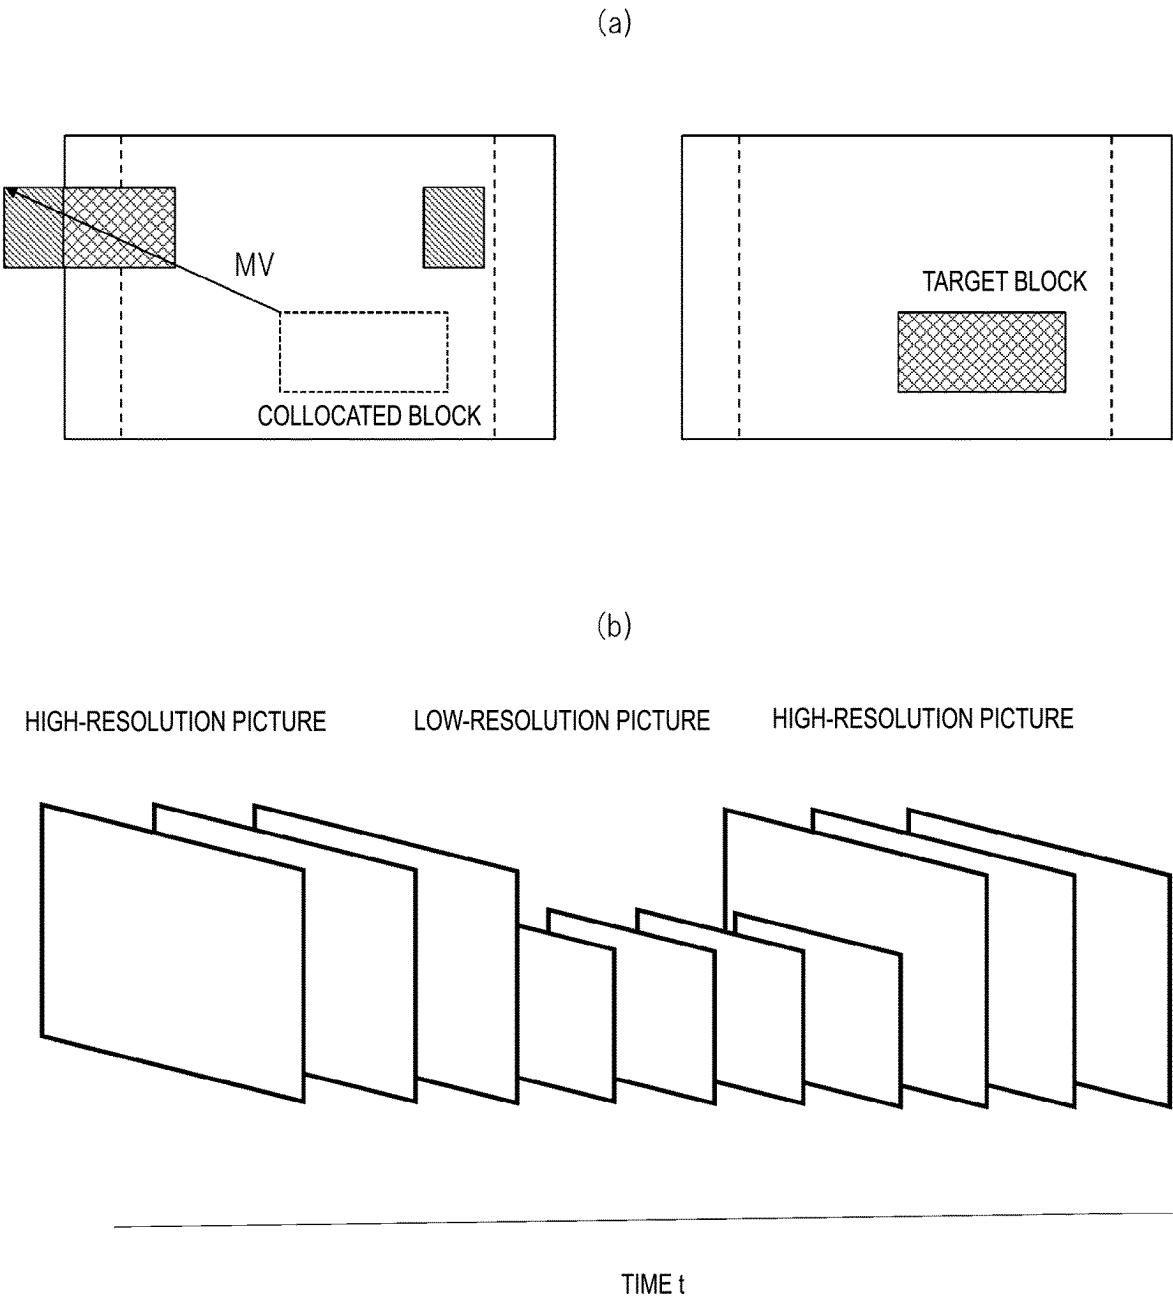 (a)
MV
TARGET BLOCK
COLLOCATED BLOCK
(b)
HIGH-RESOLUTION PICTURE
LOW-RESOLUTION PICTURE
HIGH-RESOLUTION PICTURE
TIME t